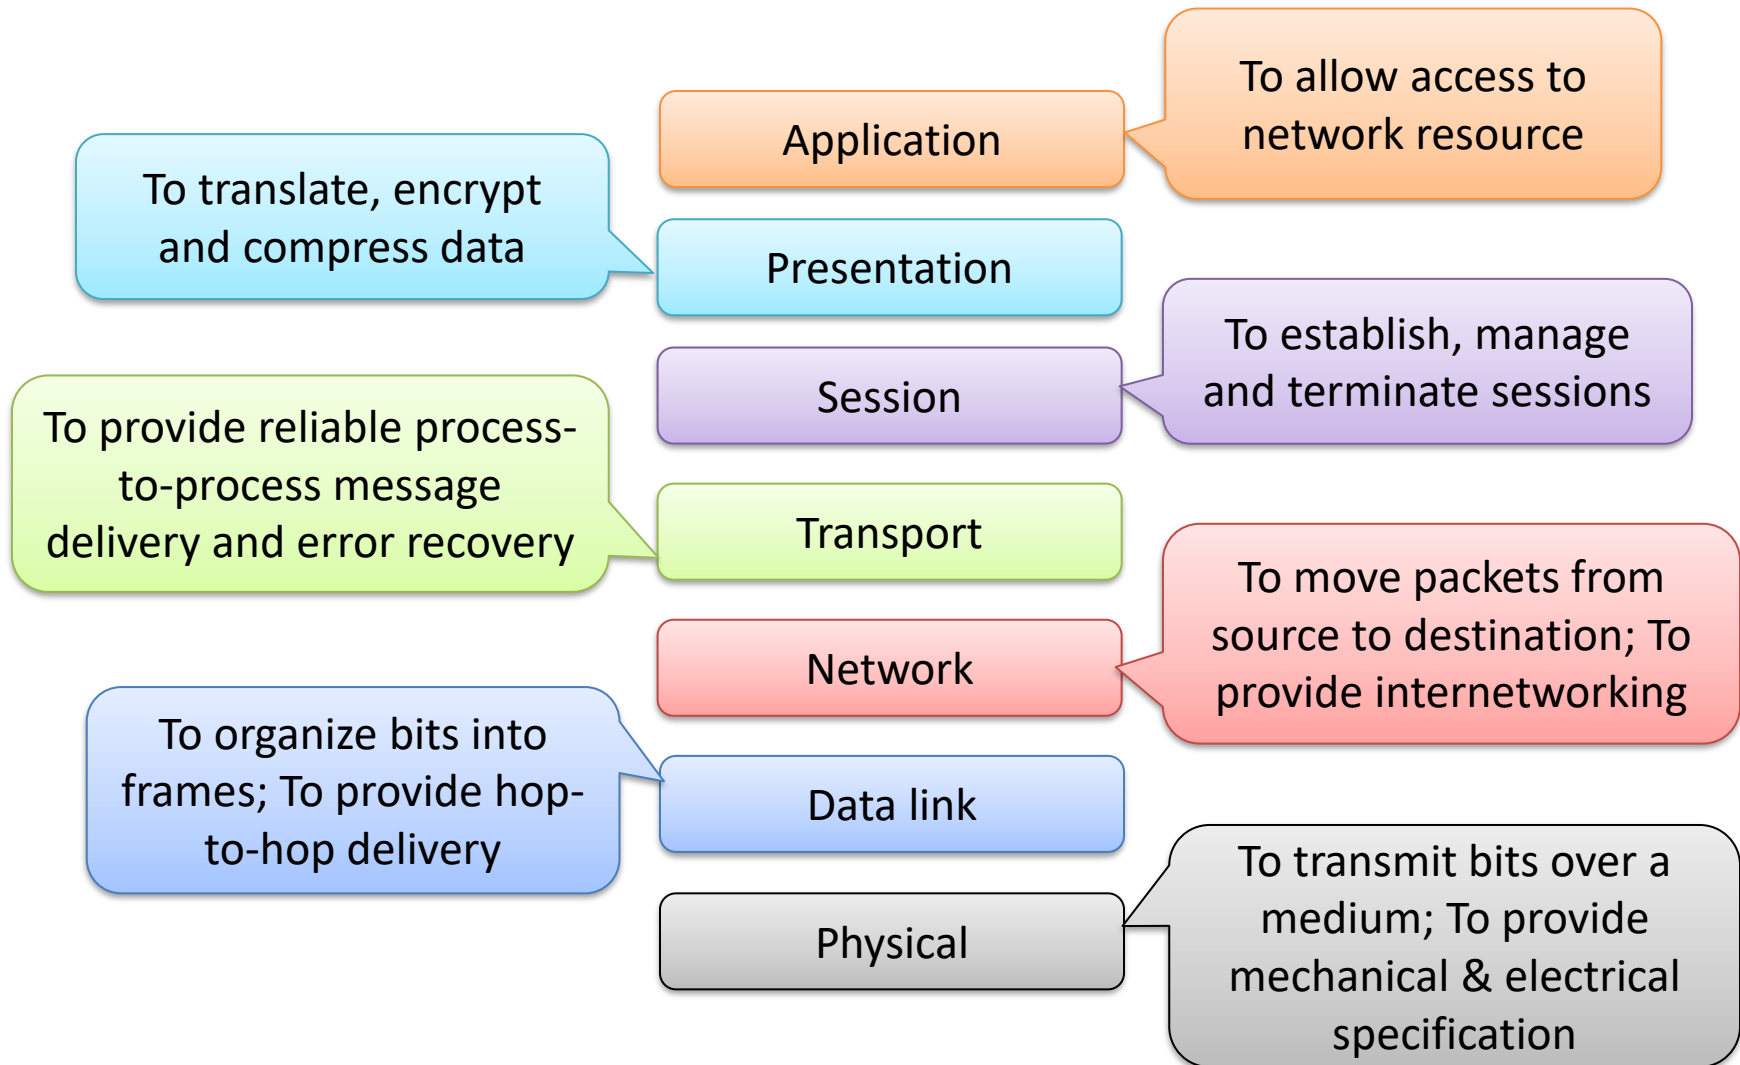 Application
To allow access to
network resource
To translate, encrypt
and compress data
Presentation
Session
To establish, manage
and terminate sessions
To provide reliable process-
to-process message
delivery and error recovery
Transport
Network
To move packets from
source to destination; To
provide internetworking
To organize bits into
frames; To provide hop-
to-hop delivery
Data link
Physical
To transmit bits over a
medium; To provide
mechanical & electrical
specification